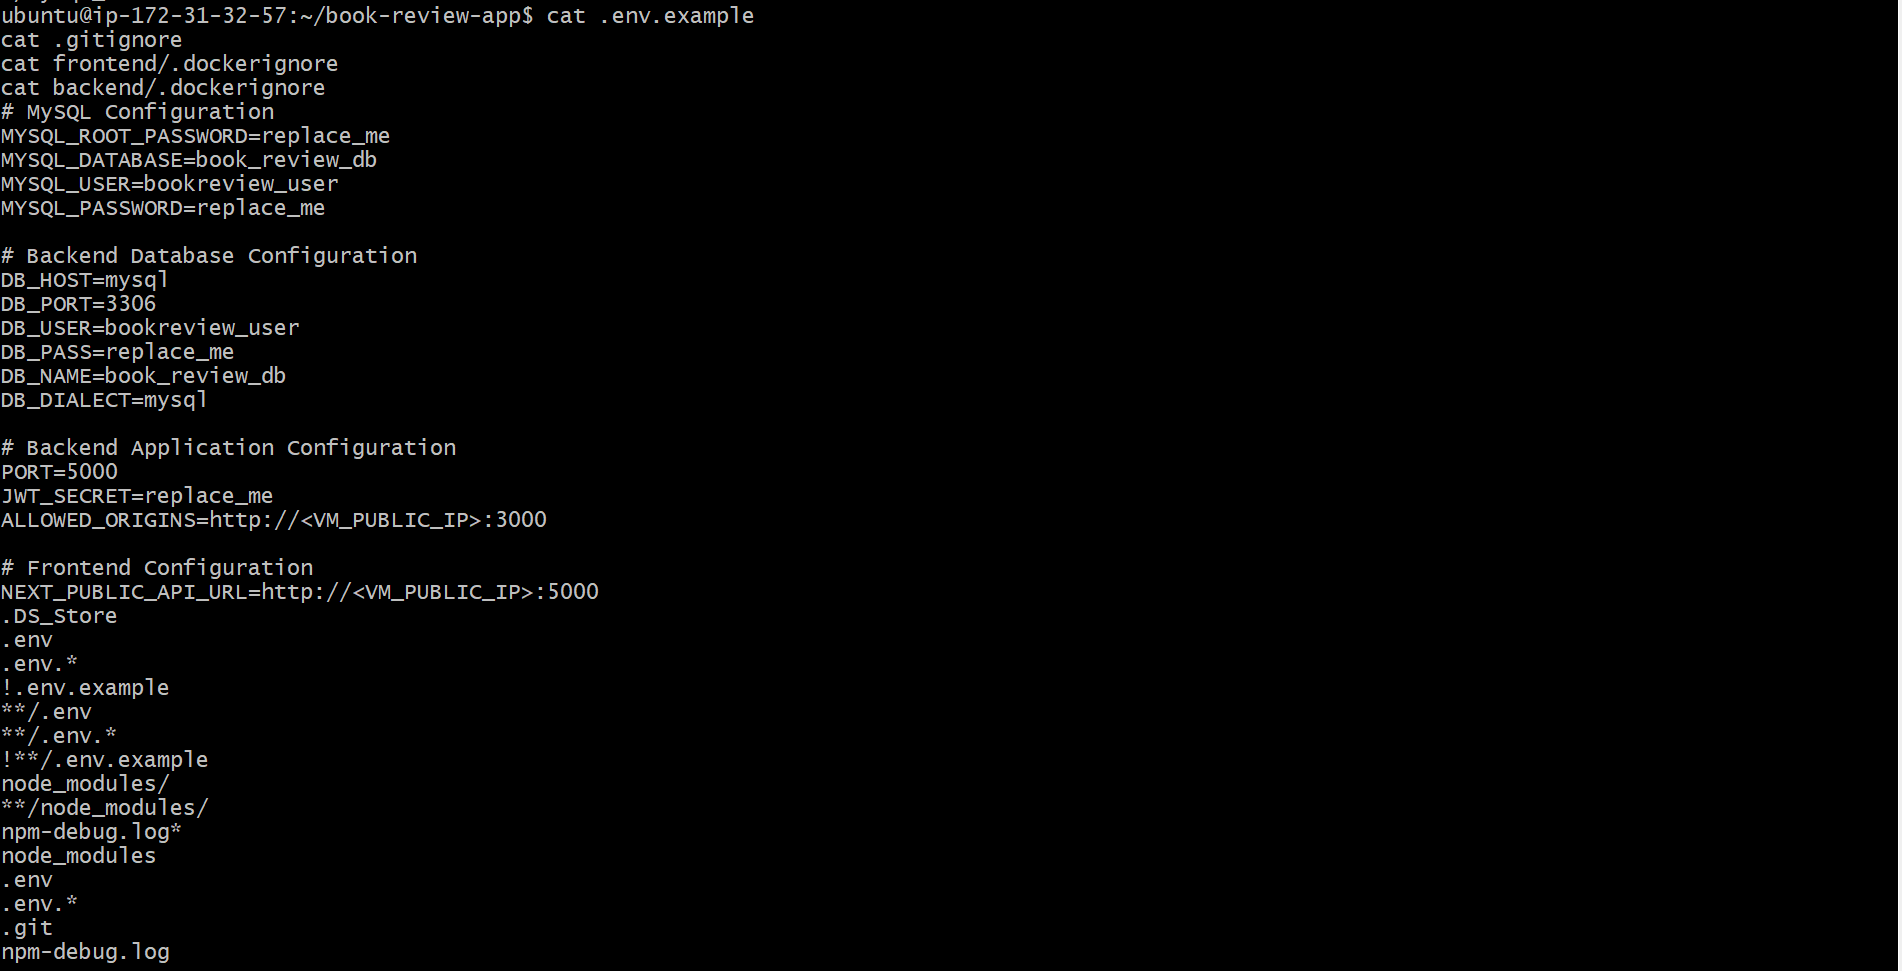 ubuntu@ip-172-31-32-57:~/book-review-app$ cat .env.example
cat .gitignore
cat frontend/.dockerignore
cat backend/.dockerignore
# MySQL Configuration
MYSQL_ROOT_PASSWORD=replace_me
MYSQL_DATABASE=book_review_db
MYSQL_USER=bookreview_user
MYSQL_PASSWORD=replace_me

# Backend Database Configuration
DB_HOST=mysql
DB_PORT=3306
DB_USER=bookreview_user
DB_PASS=replace_me
DB_NAME=book_review_db
DB_DIALECT=mysql

# Backend Application Configuration
PORT=5000
JWT_SECRET=replace_me
ALLOWED_ORIGINS=http://<VM_PUBLIC_IP>:3000

# Frontend Configuration
NEXT_PUBLIC_API_URL=http://<VM_PUBLIC_IP>:5000
.DS_Store
.env
.env.*
!.env.example
**/.env
**/.env.*
!**/.env.example
node_modules/
**/node_modules/
npm-debug.log*
node_modules
.env
.env.*
.git
npm-debug.log